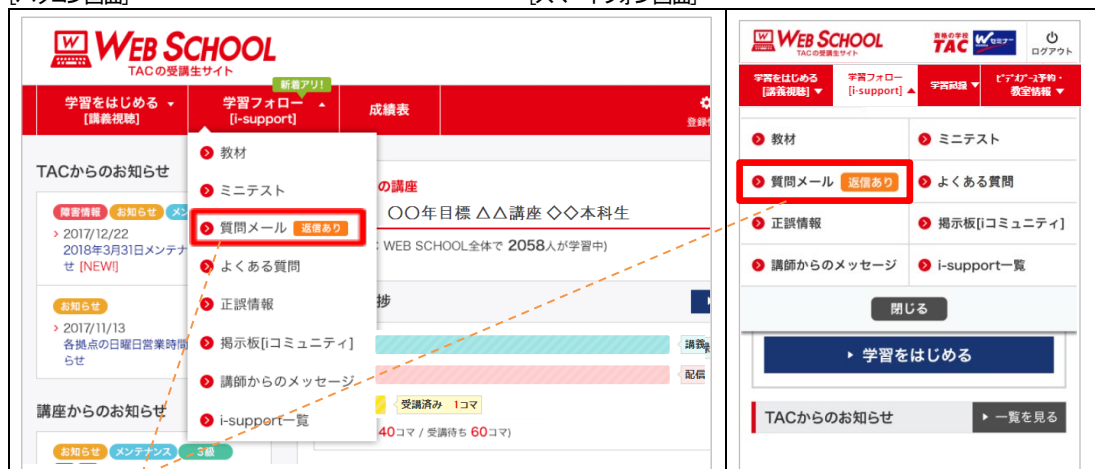 [パソコン画面]
[スマートフォン画面]
WEB SCHOOL
TACの受講生サイト
新着アリ!
学習をはじめる ▼
[講義視聴]
学習フォロー ▲
[i-support]
成績表
教材
ミニテスト
質問メール 返信あり
よくある質問
正誤情報
掲示板[iコミュニティ]
講師からのメッセージ
i-support一覧
TACからのお知らせ
障害情報 お知らせ
2017/12/22
2018年3月31日メンテナ
せ [NEW!]
お知らせ
2017/11/13
各拠点の日曜日営業時間
らせ
講座からのお知らせ
お知らせ メンテナンス 3級
の講座
〇〇年目標 △△講座 ◇◇本科生
WEB SCHOOL全体で 2058人が学習中)
捗
配信
受講済み 1コマ
40コマ / 受講待ち 60コマ)
WEB SCHOOL
TACの受講生サイト
資格の学校
TAC
Wセミナー
ログアウト
学習をはじめる
[講義視聴] ▼
学習フォロー
[i-support] ▲
学習記録 ▼
ビデオブース予約・
教室情報 ▼
教材
ミニテスト
質問メール 返信あり
よくある質問
正誤情報
掲示板[iコミュニティ]
講師からのメッセージ
i-support一覧
閉じる
学習をはじめる
TACからのお知らせ
一覧を見る